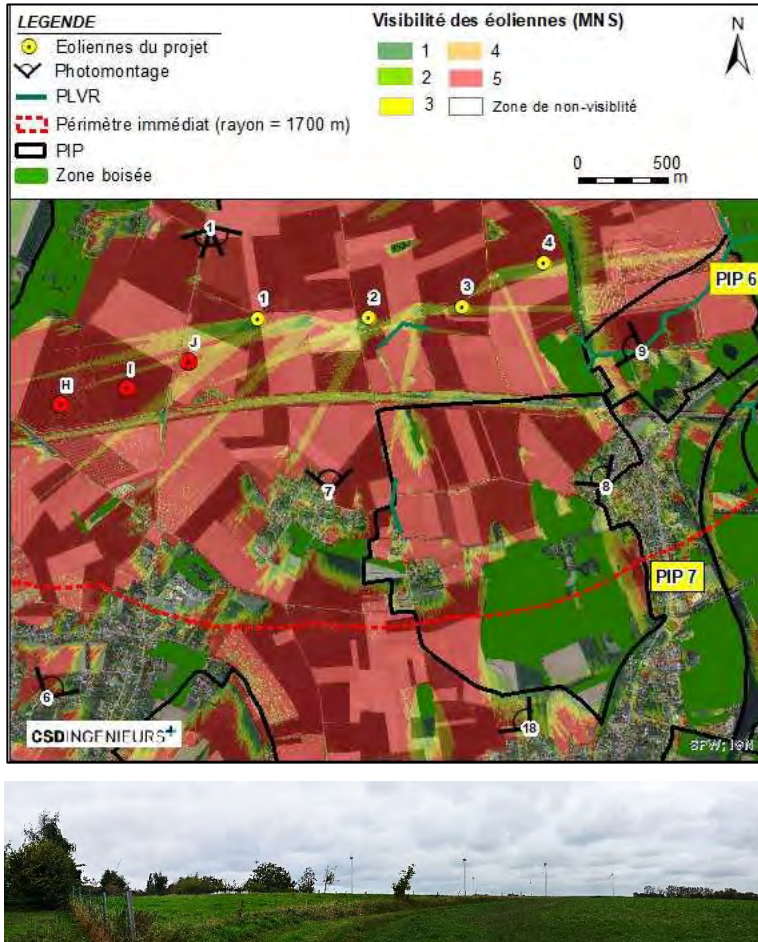 LEGENDE
Eoliennes du projet
Photomontage
PLVR
Périmètre immédiat (rayon = 1700 m)
PIP
Zone boisée
Visibilité des éoliennes (MNS)
1 4
2 5
3 Zone de non-visiblité
N
0 500
m
1
4
PIP 6
3
1
2
J
9
I
H
7
8
PIP 7
6
18
CSDINGENIEURS+